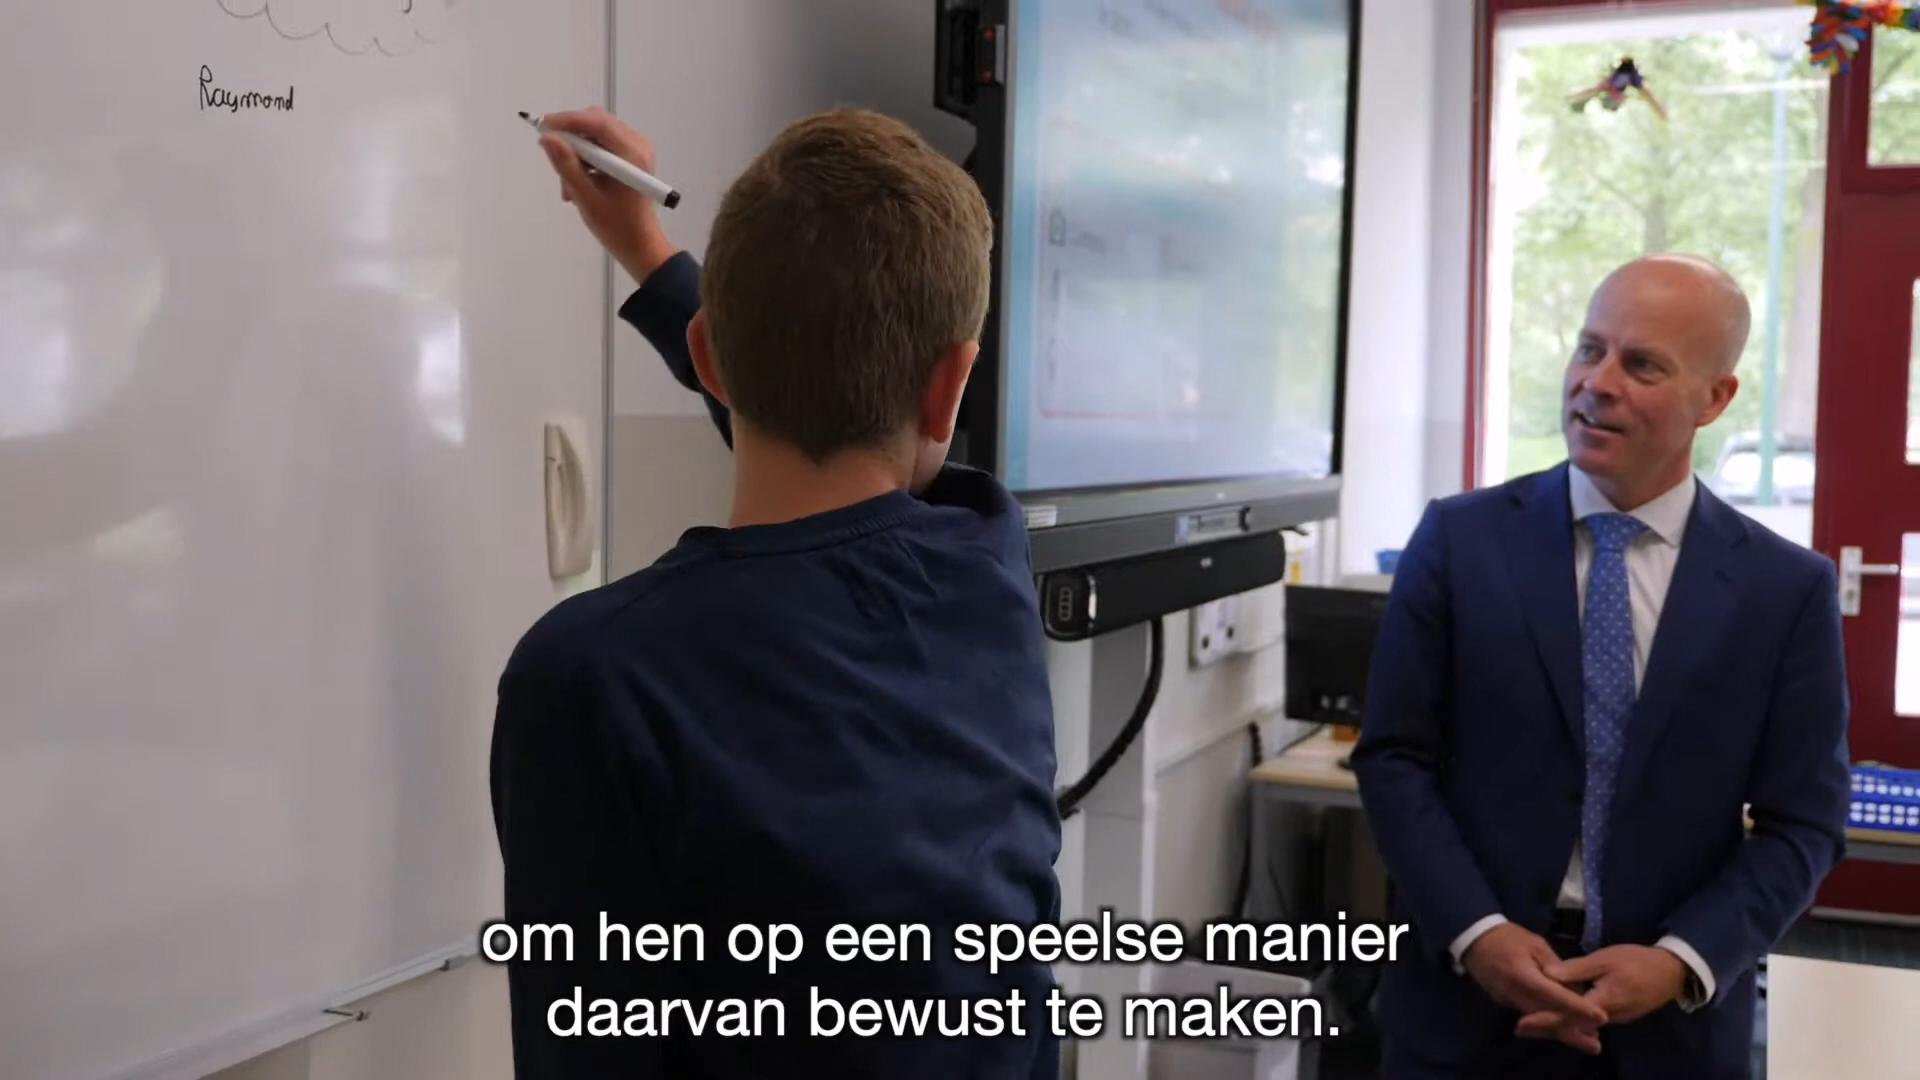 Raymond
om hen op een speelse manier
daarvan bewust te maken.